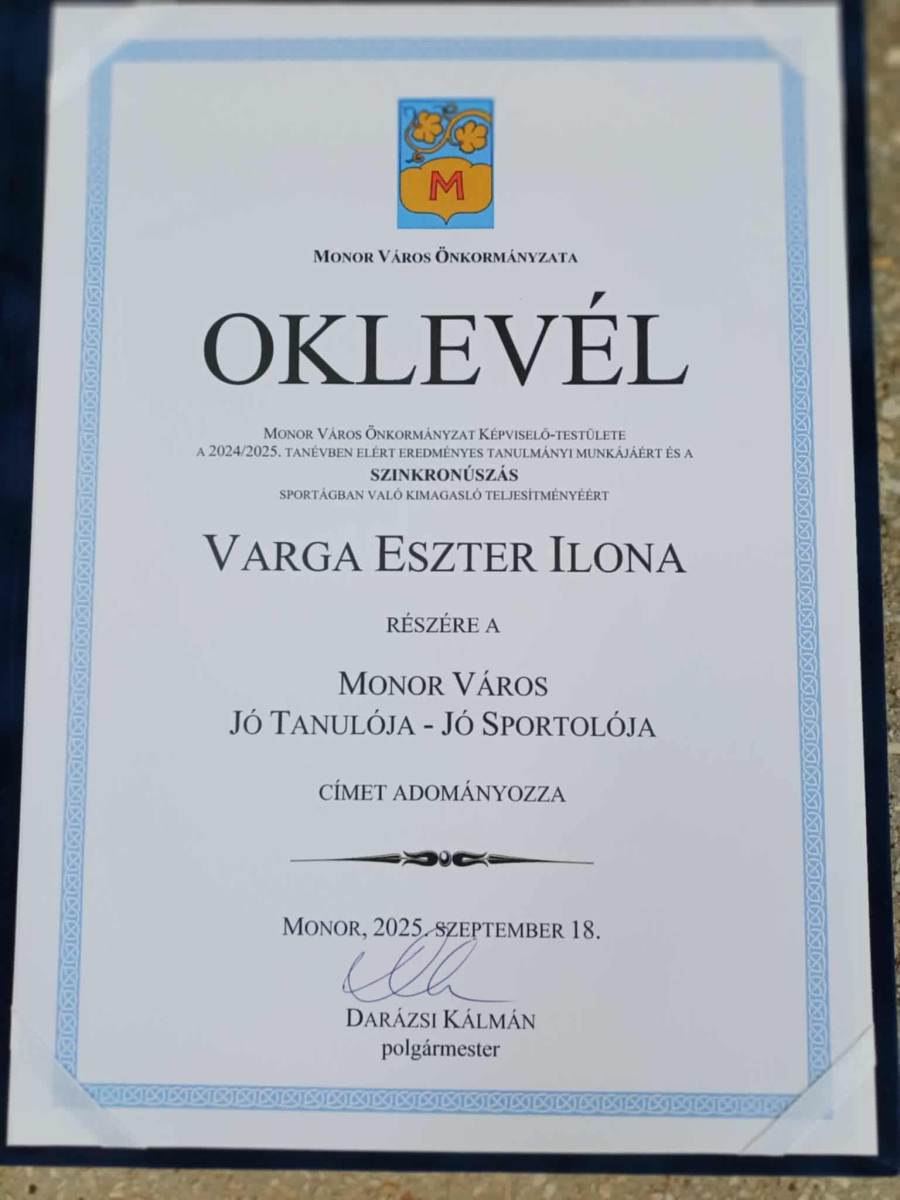 M
MONOR VÁROS ÖNKORMÁNYZATA
OKLEVÉL
MONOR VÁROS ÖNKORMÁNYZAT KÉPVISELŐ-TESTÜLETE
A 2024/2025. TANÉVBEN ELÉRT EREDMÉNYES TANULMÁNYI MUNKÁJÁÉRT ÉS A
SZINKRONÚSZÁS
SPORTÁGBAN VALÓ KIMAGASLÓ TELJESÍTMÉNYÉÉRT
VARGA ESZTER ILONA
RÉSZÉRE A
MONOR VÁROS
JÓ TANULÓJA - JÓ SPORTOLÓJA
CÍMET ADOMÁNYOZZA
MONOR, 2025. SZEPTEMBER 18.
DARÁZSI KÁLMÁN
polgármester